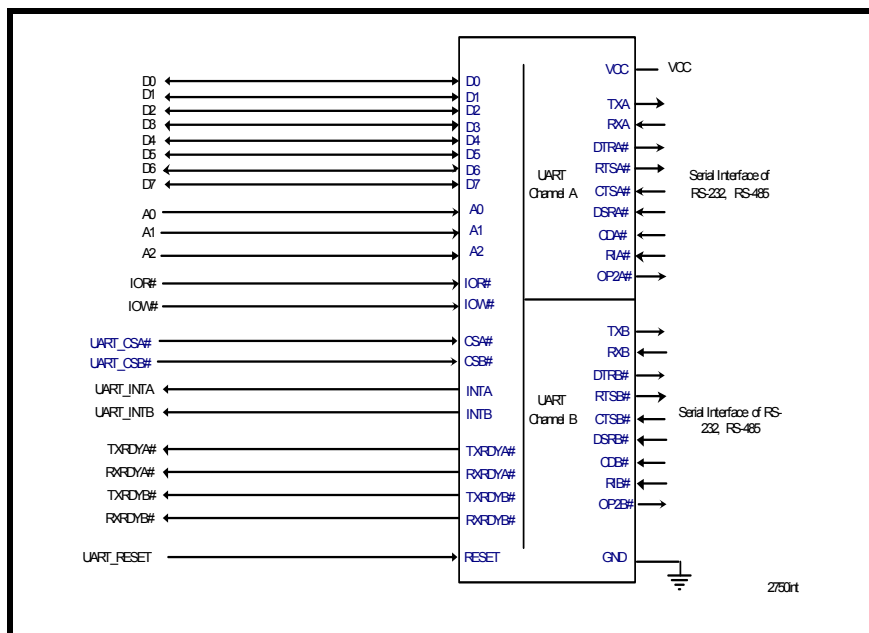 VCC VCC
D0 D0
D1 D1
D2 D2
D3 D3
D4 D4
D5 D5
D6 D6
D7 D7
A0 A0
A1 A1
A2 A2
IOR# IOR#
IOW# IOW#
UART_CSA# CSA#
UART_CSB# CSB#
UART_INTA INTA
UART_INTB INTB
TXRDYA# TXRDYA#
RXRDYA# RXRDYA#
TXRDYB# TXRDYB#
RXRDYB# RXRDYB#
UART_RESET RESET
UART
Channel A
TXA
RXA
DTRA#
RTSA#
CTSA#
DSRA#
CDA#
RIA#
OP2A#
Serial Interface of
RS-232, RS-485
UART
Channel B
TXB
RXB
DTRB#
RTSB#
CTSB#
DSRB#
CDB#
RIB#
OP2B#
Serial Interface of RS-
232, RS-485
GND
2750int